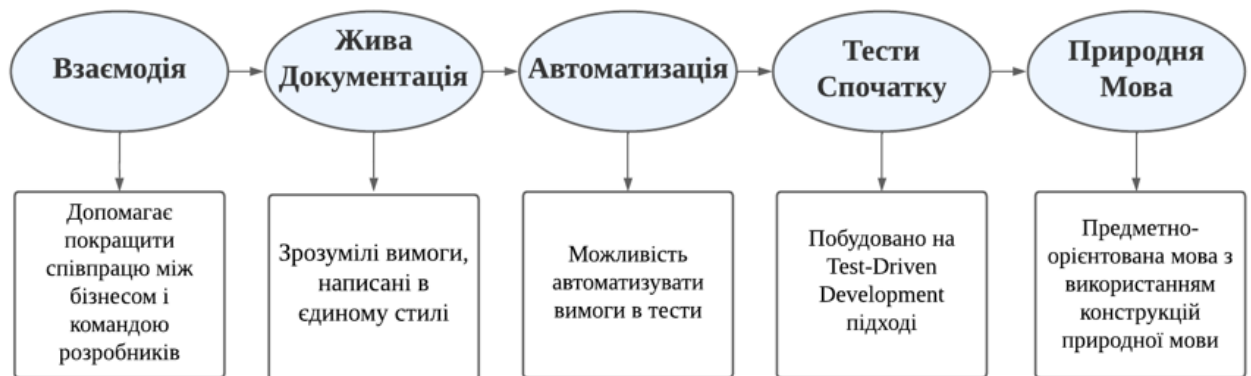 Взаємодія
Жива
Документація
Автоматизація
Тести
Спочатку
Природня
Мова
Допомагає
покращити
співпрацю між
бізнесом і
командою
розробників
Зрозумілі вимоги,
написані в
єдиному стилі
Можливість
автоматизувати
вимоги в тести
Побудовано на
Test-Driven
Development
підході
Предметно-
орієнтована мова з
використанням
конструкцій
природної мови